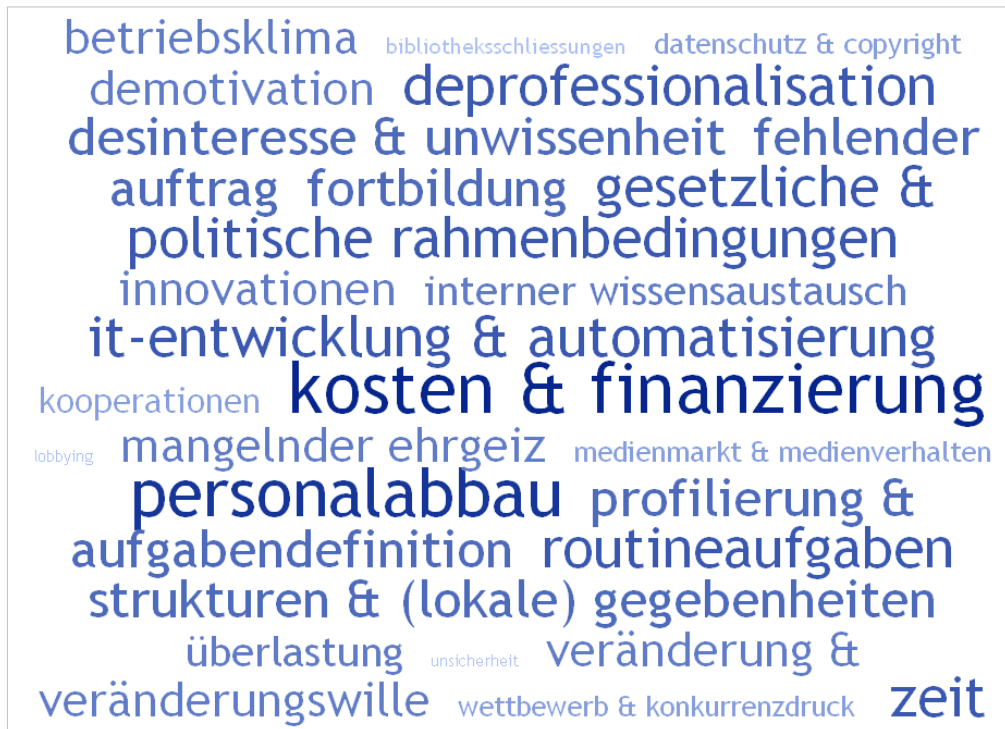 betriebsklima bibliotheksschliessungen datenschutz & copyright
demotivation deprofessionalisation
desinteresse & unwissenheit fehlender
auftrag fortbildung gesetzliche &
politische rahmenbedingungen
innovationen interner wissensaustausch
it-entwicklung & automatisierung
kooperationen kosten & finanzierung
lobbying mangelnder ehrgeiz medienmarkt & medienverhalten
personalabbau profilierung &
aufgabendefinition routineaufgaben
strukturen & (lokale) gegebenheiten
überlastung unsicherheit veränderung &
veränderungswille wettbewerb & konkurrenzdruck zeit